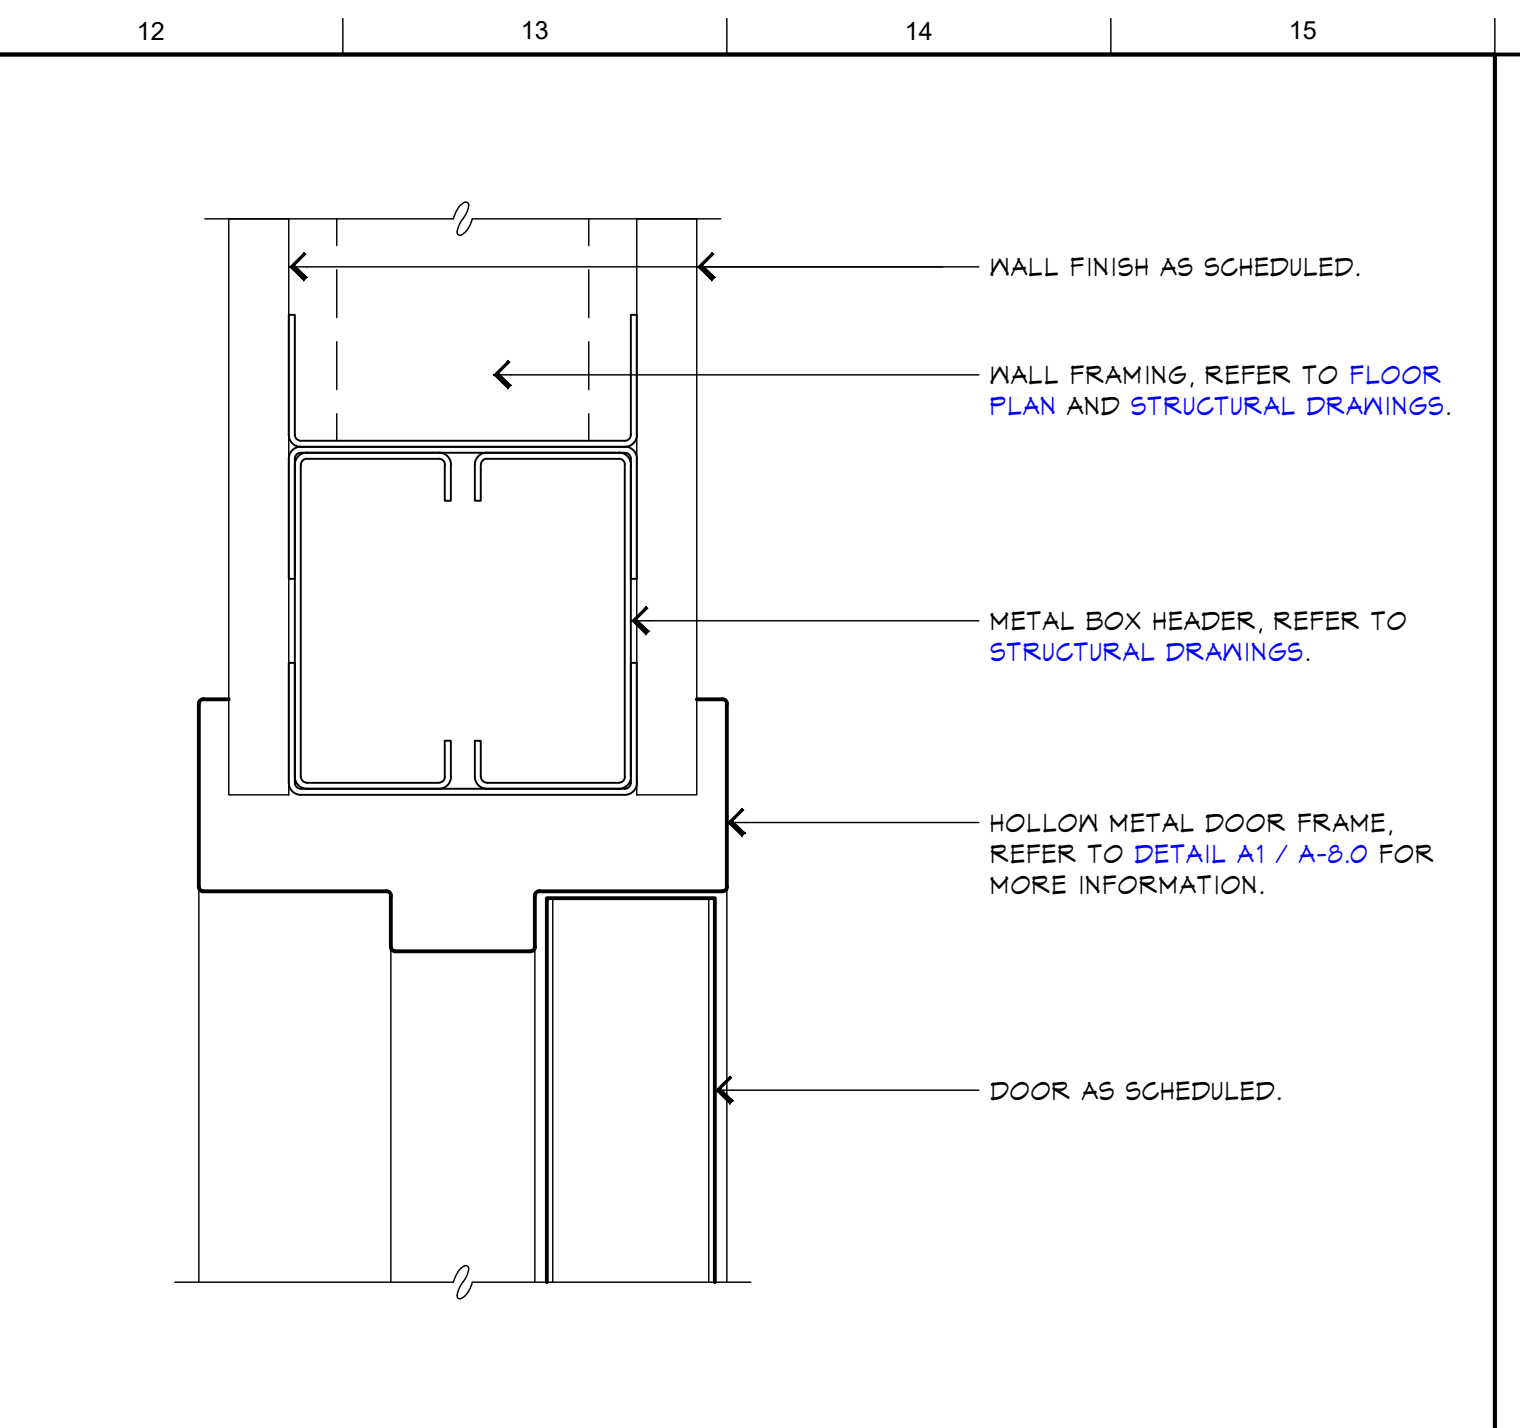 12 13 14 15
WALL FINISH AS SCHEDULED.
WALL FRAMING, REFER TO FLOOR
PLAN AND STRUCTURAL DRAWINGS.
METAL BOX HEADER, REFER TO
STRUCTURAL DRAWINGS.
HOLLOW METAL DOOR FRAME,
REFER TO DETAIL A1 / A-8.0 FOR
MORE INFORMATION.
DOOR AS SCHEDULED.